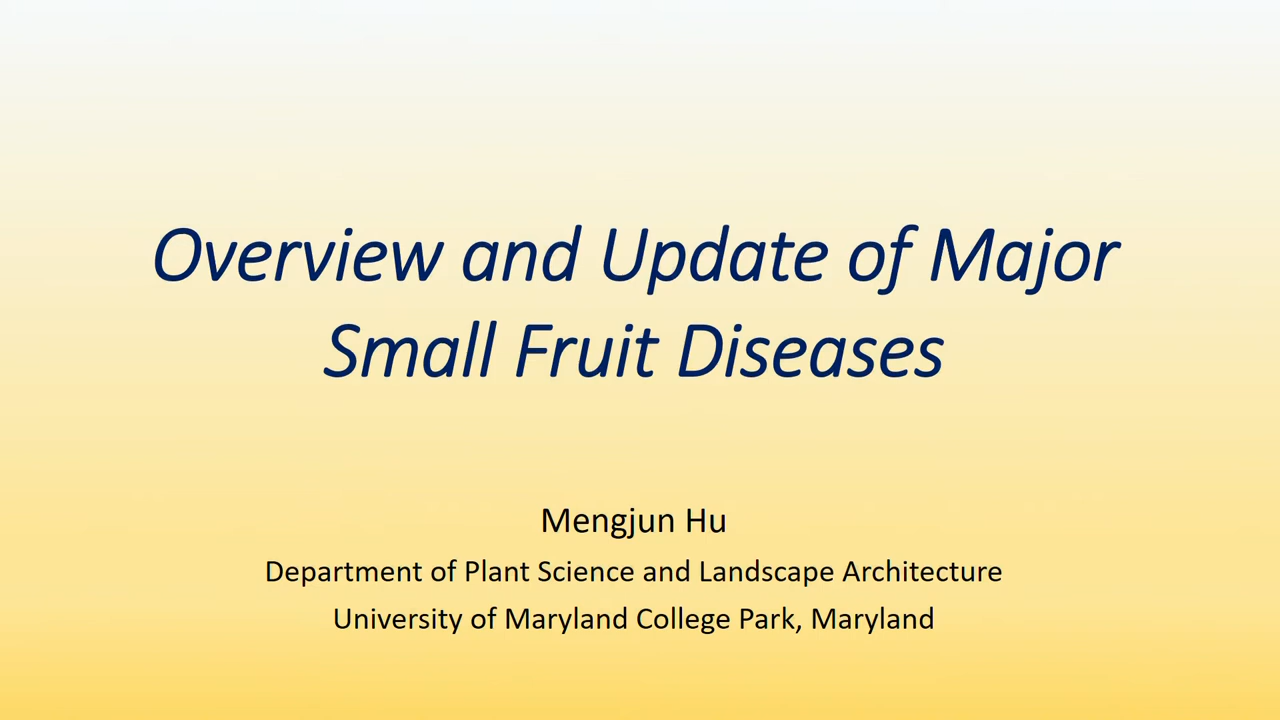 Overview and Update of Major
Small Fruit Diseases
Mengjun Hu
Department of Plant Science and Landscape Architecture
University of Maryland College Park, Maryland